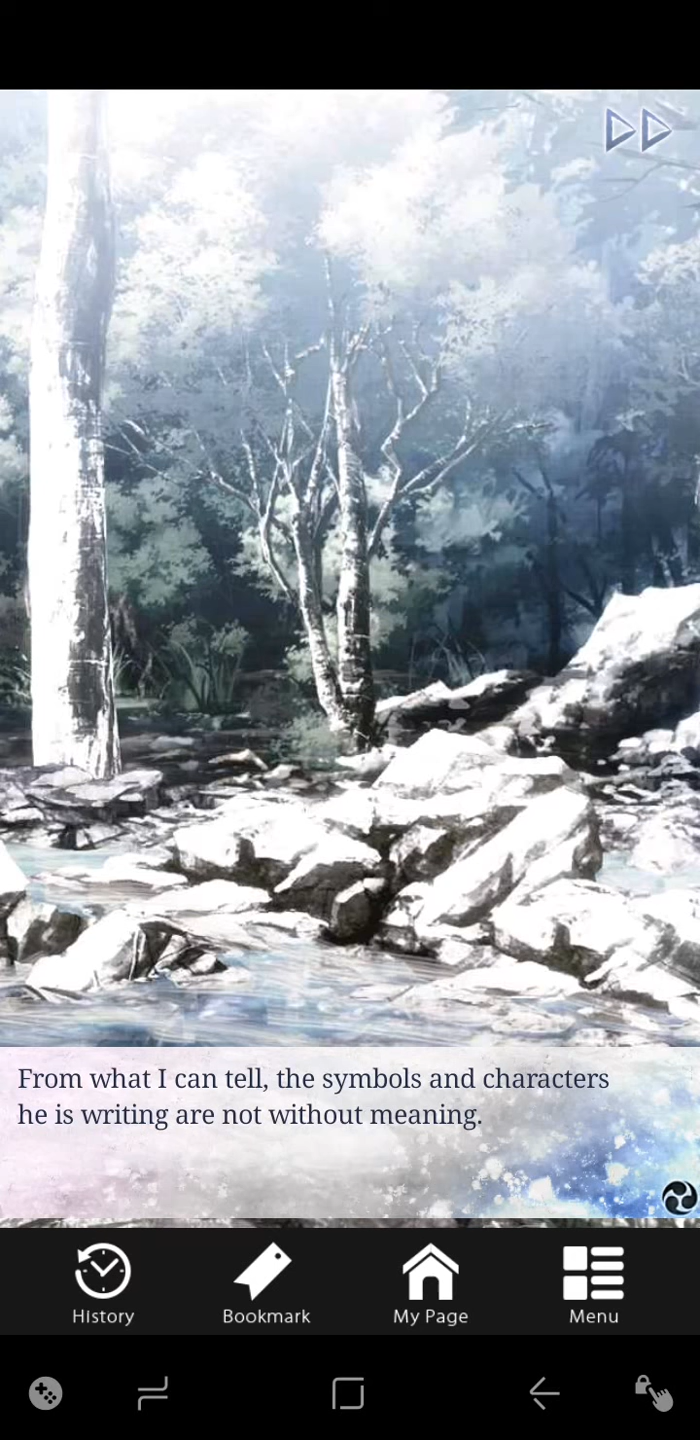 From what I can tell, the symbols and characters
he is writing are not without meaning.
History
Bookmark
My Page
Menu